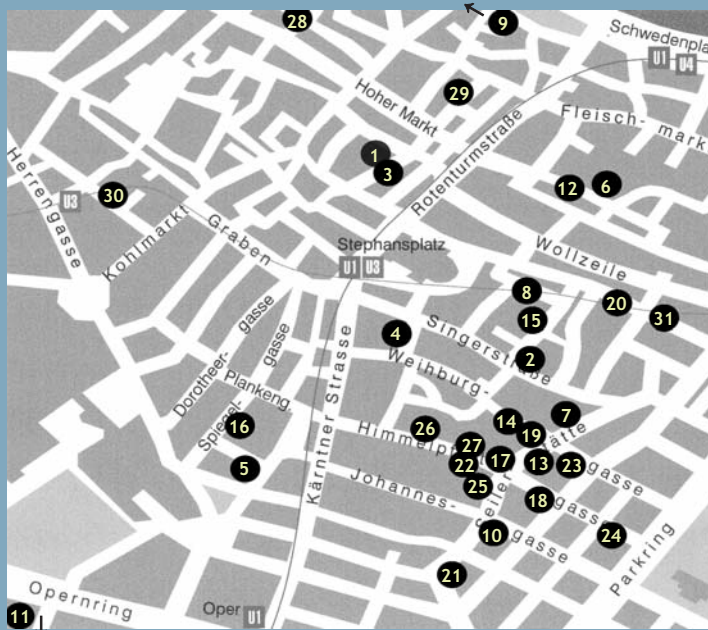 28
9
Schwedenpla
U1 U4
29
Hoher Markt
Fleisch- mark
Rotenturmstraße
1
3
12
6
Herrengasse
30
U3
Kohlmarkt
Graben
Stephansplatz
U1 U3
Wollzeile
8
20
31
15
4
Singerstraße
2
Weihburg-
Dorotheer-
gasse
gasse
Plankeng.
Spiegel-
Kärntner Strasse
16
5
26
Himmelpf
14
19
7
27
22
17
13
23
gasse
25
Johannes-
18
gass
24
10
gasse
21
Parkring
Opernring
Oper U1
11